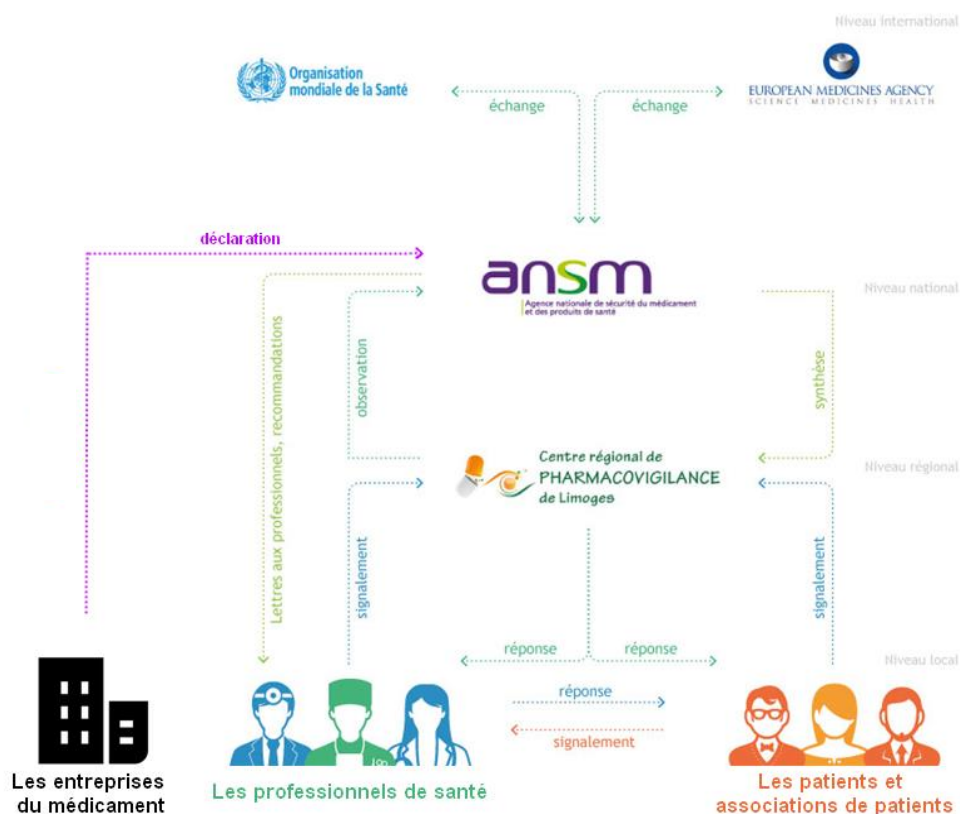 Niveau international
Organisation
mondiale de la Santé
EUROPEAN MEDICINES AGENCY
SCIENCE MEDICINES HEALTH
échange
échange
déclaration
ansm
Agence nationale de sécurité du médicament
et des produits de santé
Niveau national
Lettres aux professionnels, recommandations
observation
synthèse
Centre régional de
PHARMACOVIGILANCE
de Limoges
Niveau régional
signalement
signalement
réponse
réponse
Niveau local
réponse
signalement
Les entreprises
du médicament
Les professionnels de santé
Les patients et
associations de patients